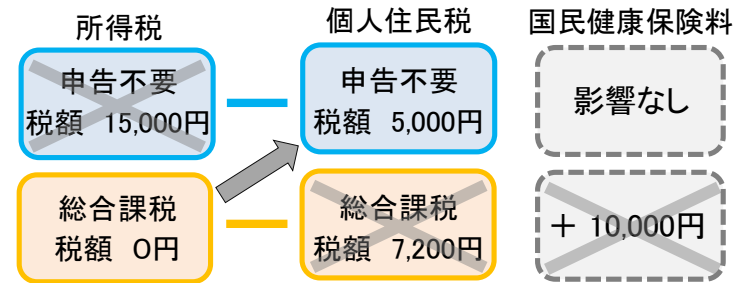 所得税
個人住民税
国民健康保険料
申告不要
税額 15,000円
申告不要
税額 5,000円
影響なし
総合課税
税額 0円
総合課税
税額 7,200円
+ 10,000円